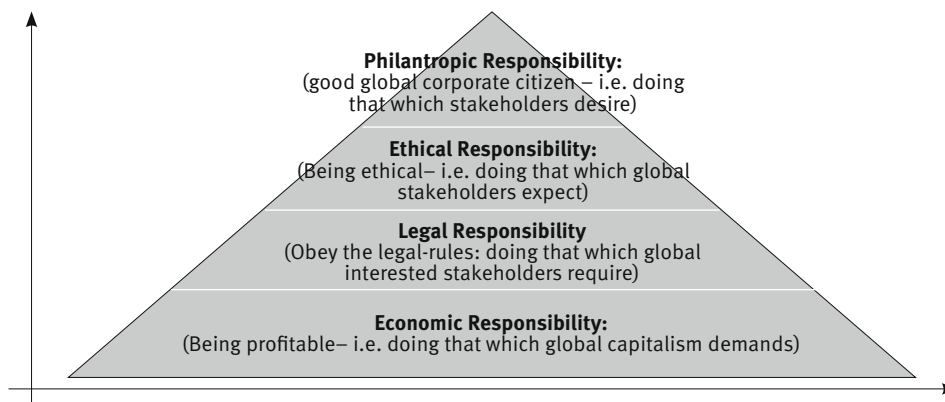 Philantropic Responsibility:
(good global corporate citizen – i.e. doing
that which stakeholders desire)
Ethical Responsibility:
(Being ethical– i.e. doing that which global
stakeholders expect)
Legal Responsibility
(Obey the legal-rules: doing that which global
interested stakeholders require)
Economic Responsibility:
(Being profitable– i.e. doing that which global capitalism demands)